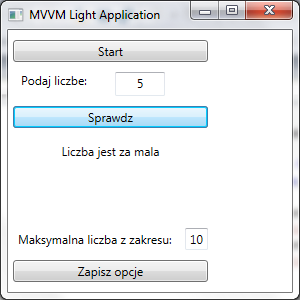 MVVM Light Application
Start
Podaj liczbe: 5
Sprawdz
Liczba jest za mala
Maksymalna liczba z zakresu: 10
Zapisz opcje